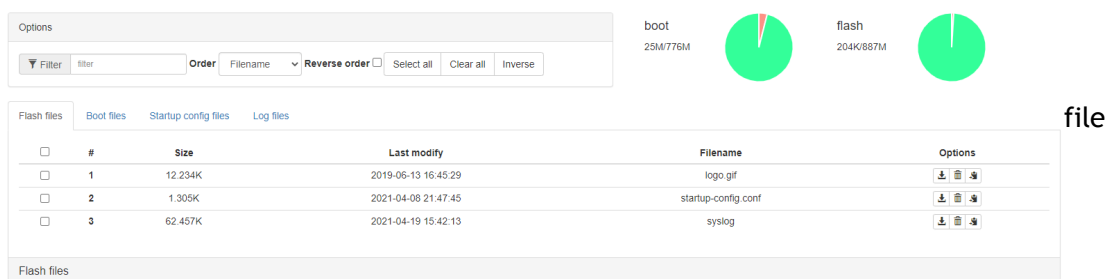 Options
Filter filter Order Filename Reverse order Select all Clear all Inverse
boot
25M/776M
flash
204K/887M
Flash files Boot files Startup config files Log files
file
# Size Last modify Filename Options
1 12.234K 2019-06-13 16:45:29 logo.gif
2 1.305K 2021-04-08 21:47:45 startup-config.conf
3 62.457K 2021-04-19 15:42:13 syslog
Flash files